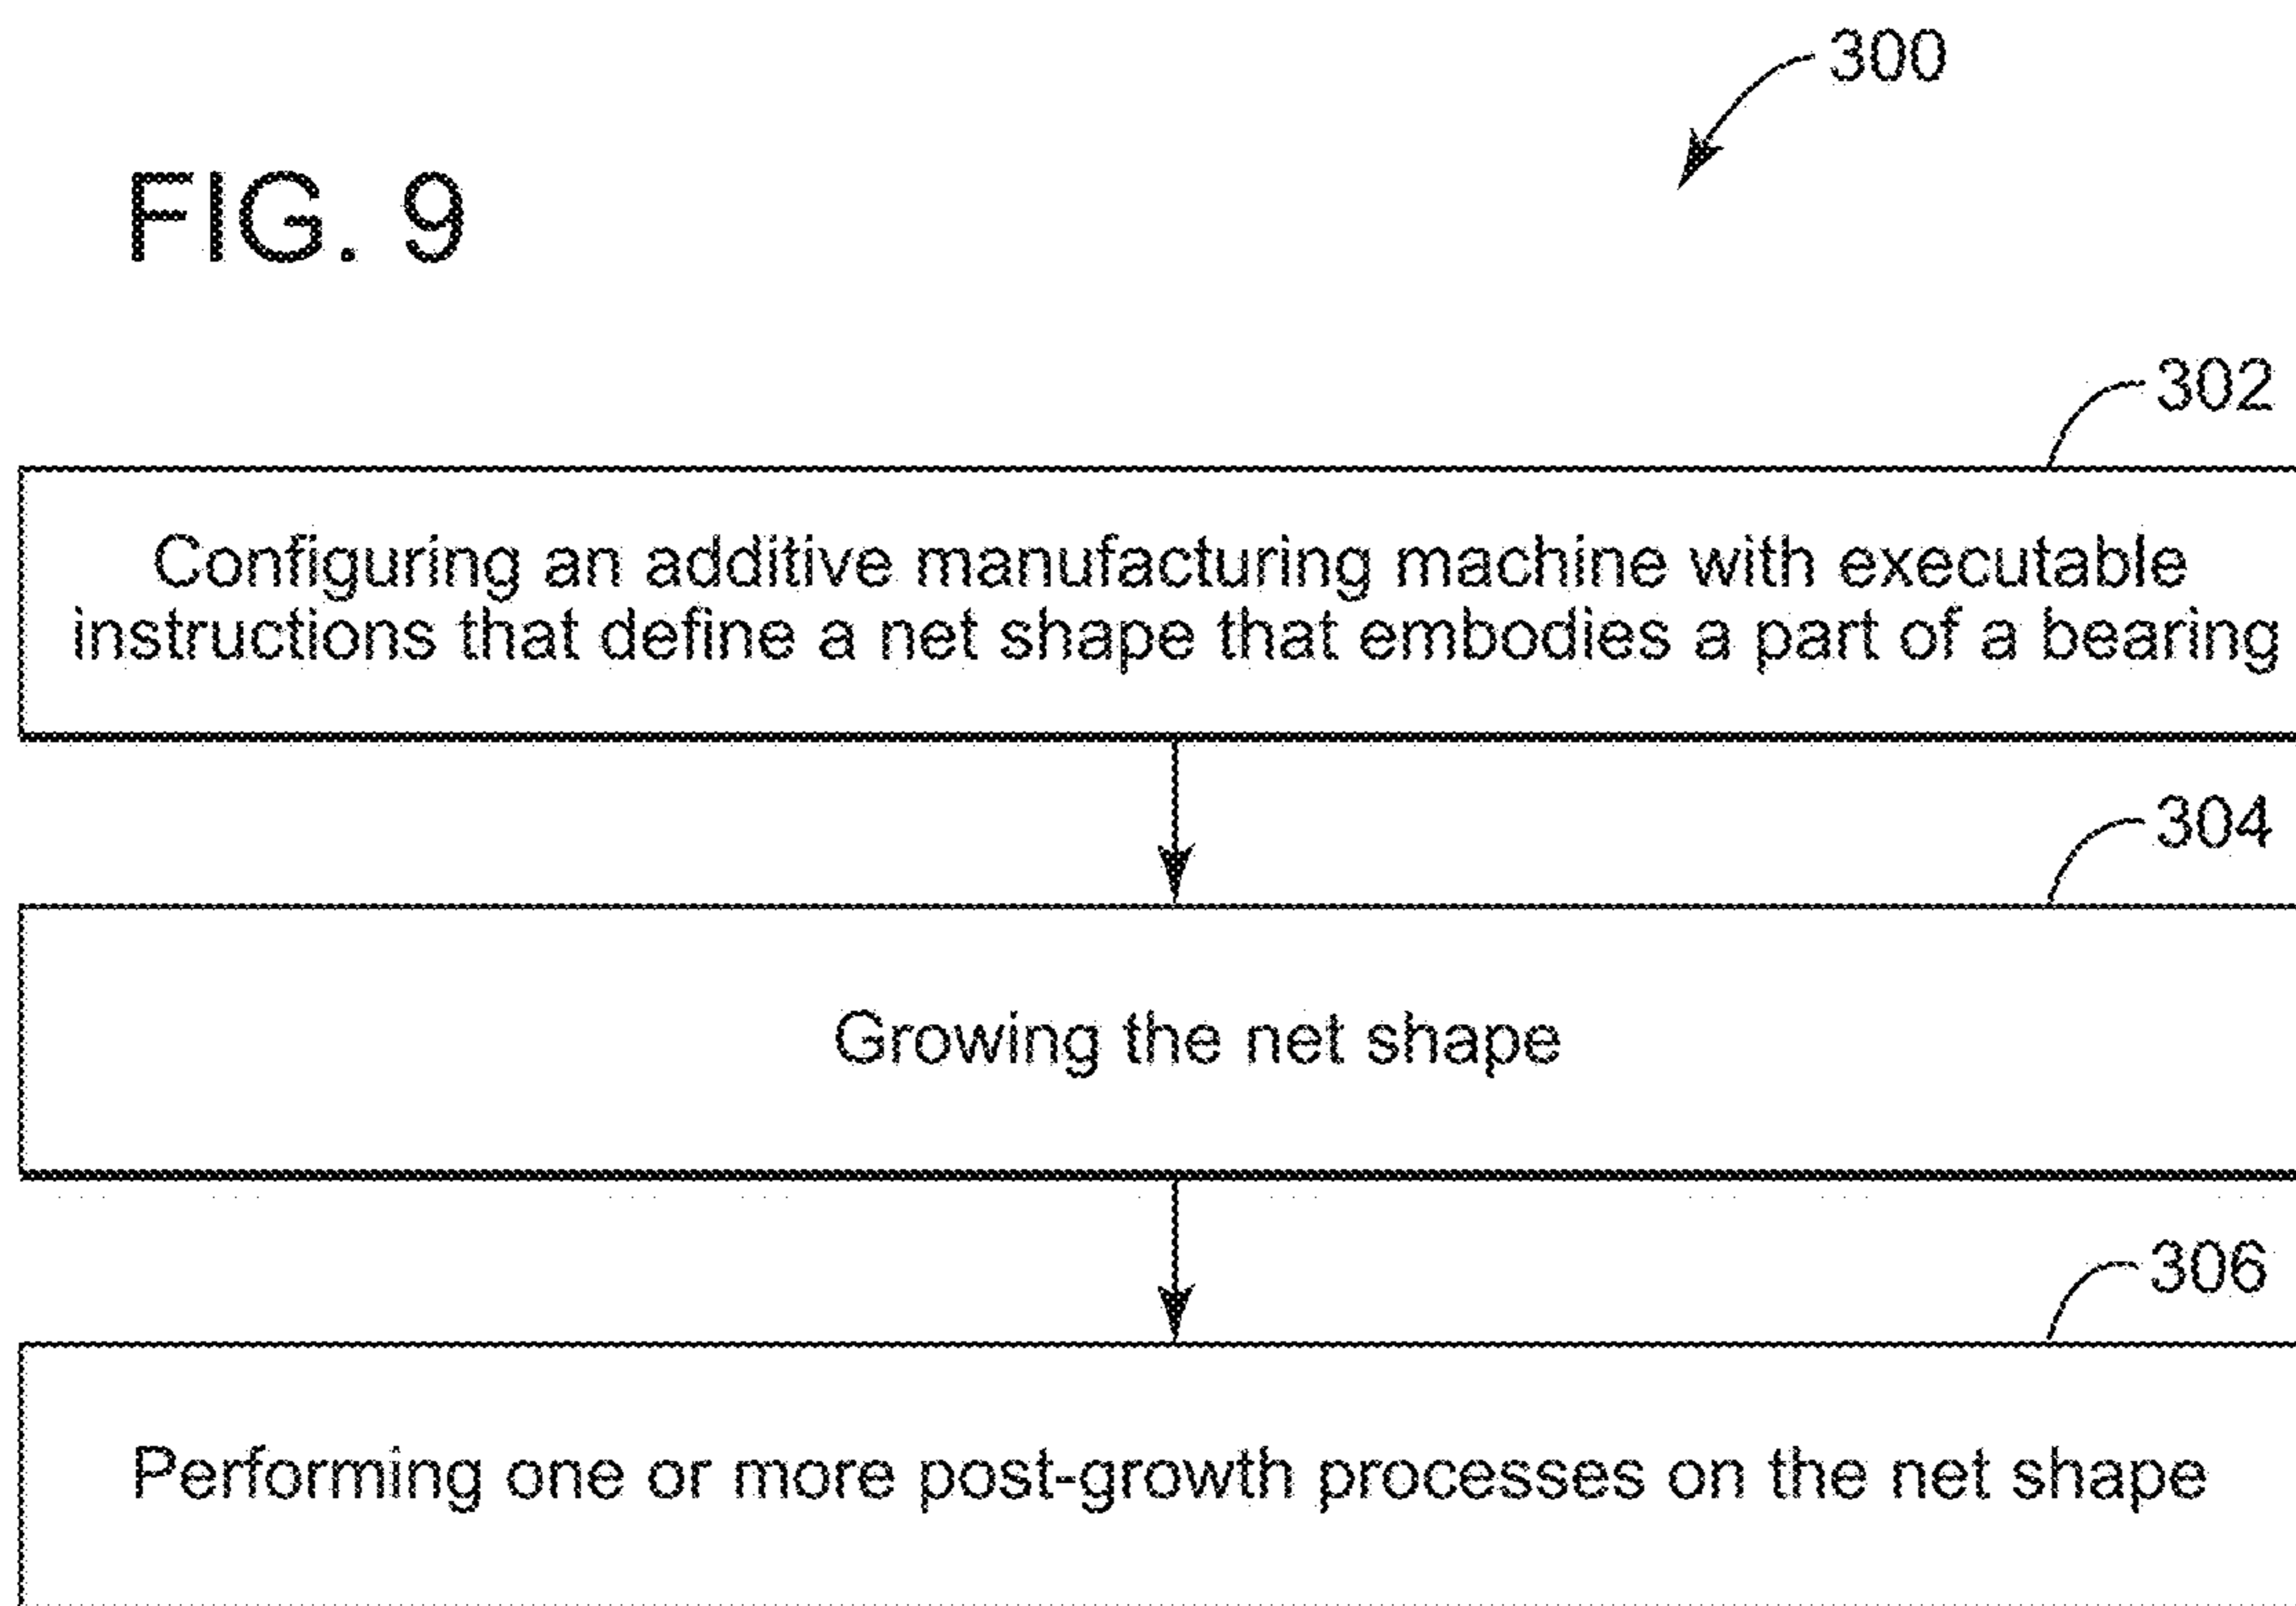 300
FIG. 9
302
Configuring an additive manufacturing machine with executable
instructions that define a net shape that embodies a part of a bearing
304
Growing the net shape
306
Performing one or more post-growth processes on the net shape